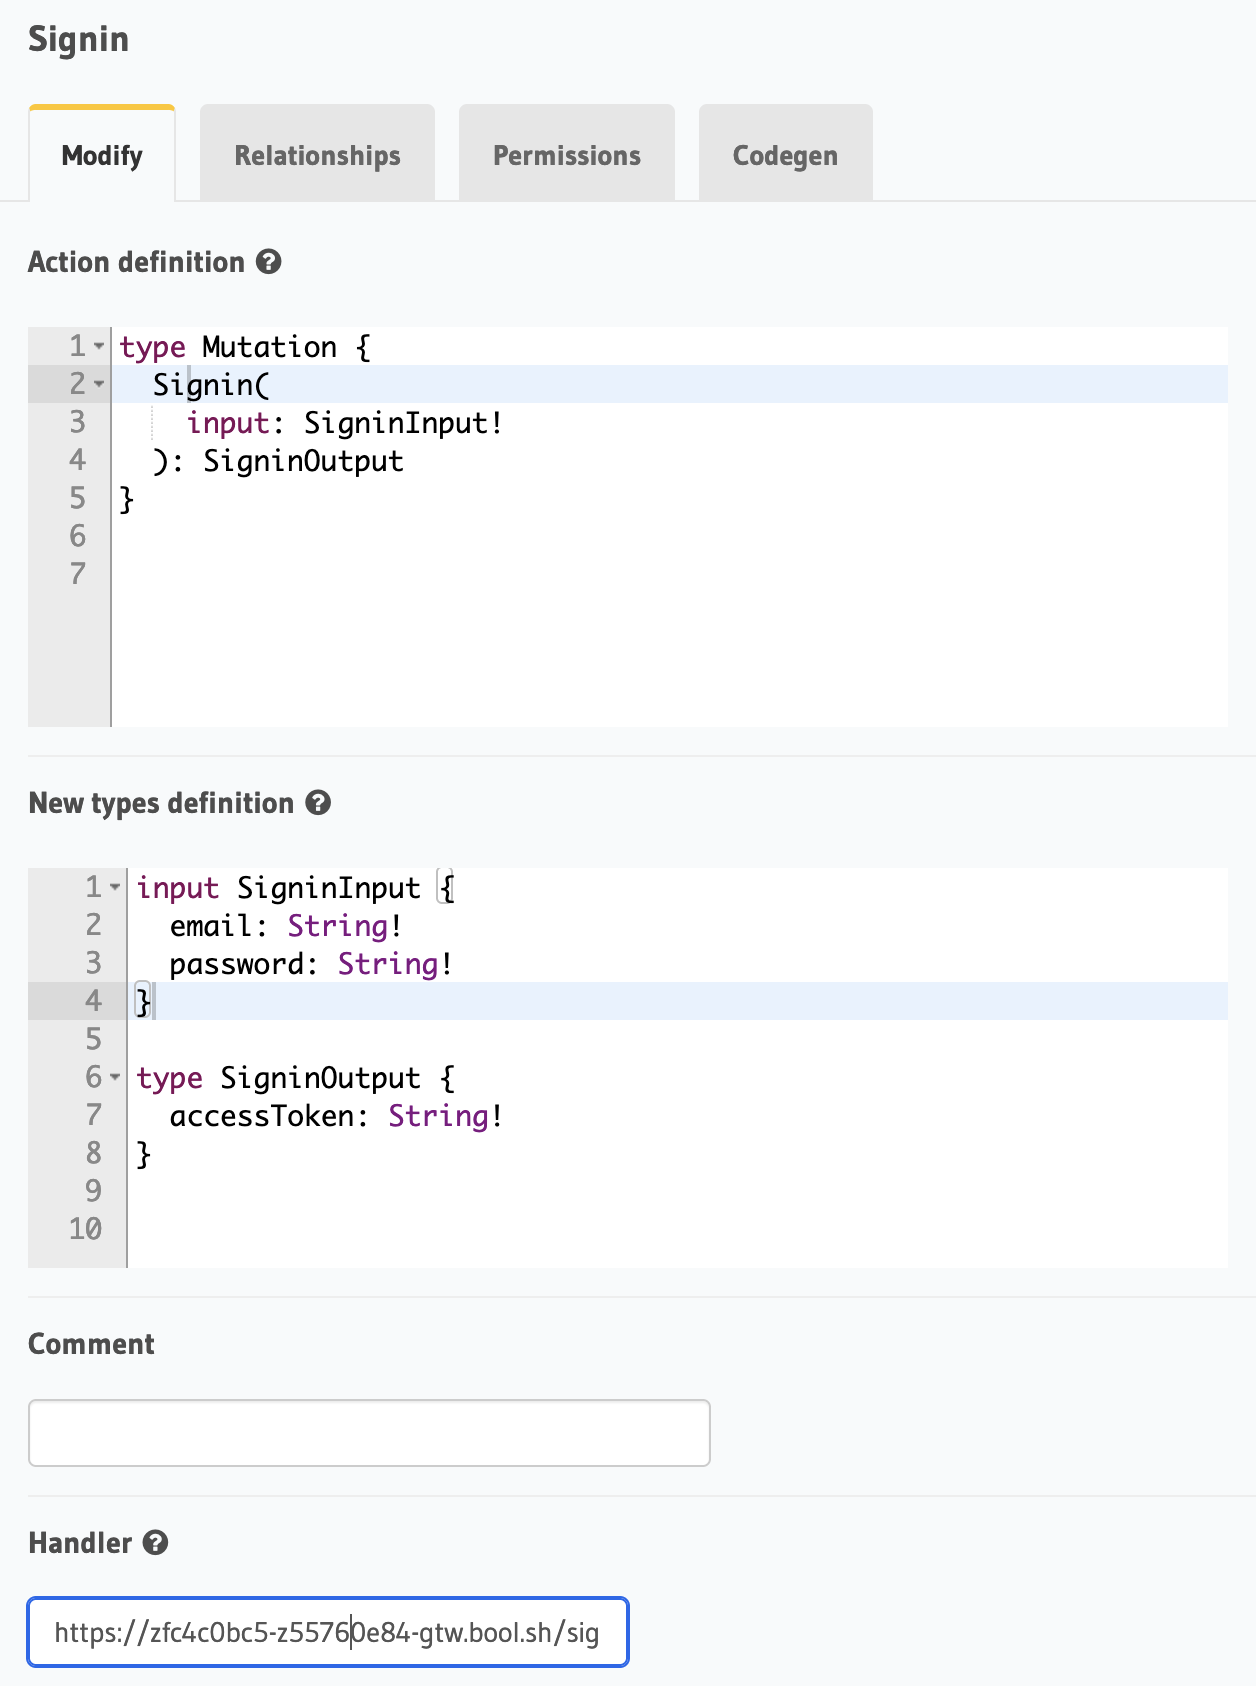 Signin
Modify Relationships Permissions Codegen
Action definition ?
1 type Mutation {
2 Signin(
3 input: SigninInput!
4 ): SigninOutput
5 }
6
7
New types definition ?
1 input SigninInput {
2 email: String!
3 password: String!
4 }
5
6 type SigninOutput {
7 accessToken: String!
8 }
9
10
Comment
Handler ?
https://zfc4c0bc5-z55760e84-gtw.bool.sh/sig